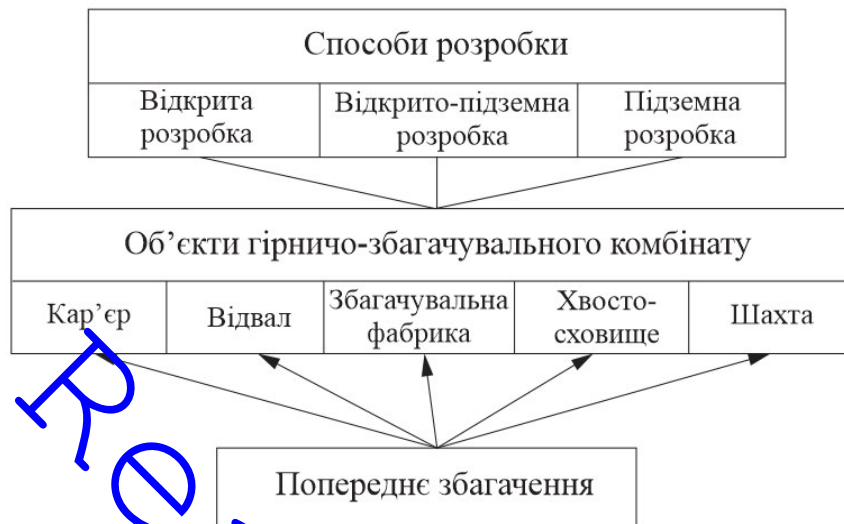 Способи розробки
Відкрита
розробка
Відкрито-підземна
розробка
Підземна
розробка
Об’єкти гірничо-збагачувального комбінату
Кар’єр
Відвал
Збагачувальна
фабрика
Хвосто-
сховище
Шахта
Попереднє збагачення